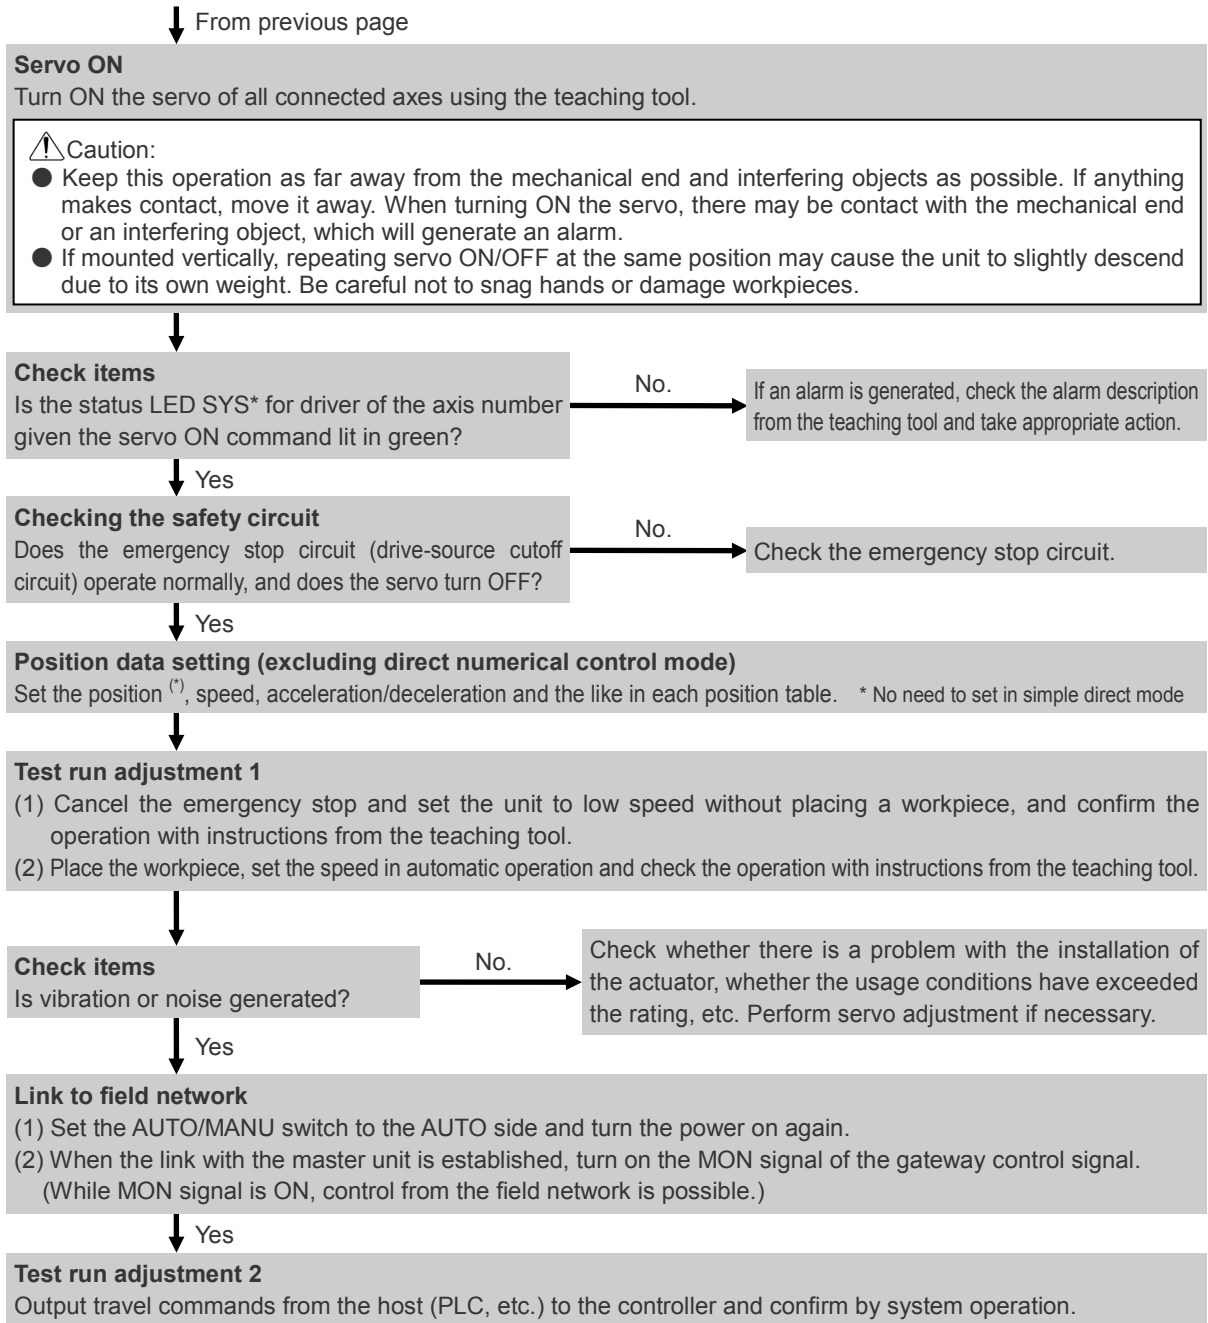 From previous page
Servo ON
Turn ON the servo of all connected axes using the teaching tool.
Caution:
● Keep this operation as far away from the mechanical end and interfering objects as possible. If anything
makes contact, move it away. When turning ON the servo, there may be contact with the mechanical end
or an interfering object, which will generate an alarm.
● If mounted vertically, repeating servo ON/OFF at the same position may cause the unit to slightly descend
due to its own weight. Be careful not to snag hands or damage workpieces.
Check items
Is the status LED SYS* for driver of the axis number
given the servo ON command lit in green?
No.
If an alarm is generated, check the alarm description
from the teaching tool and take appropriate action.
Yes
Checking the safety circuit
Does the emergency stop circuit (drive-source cutoff
circuit) operate normally, and does the servo turn OFF?
No.
Check the emergency stop circuit.
Yes
Position data setting (excluding direct numerical control mode)
Set the position (*), speed, acceleration/deceleration and the like in each position table. * No need to set in simple direct mode
Test run adjustment 1
(1) Cancel the emergency stop and set the unit to low speed without placing a workpiece, and confirm the
operation with instructions from the teaching tool.
(2) Place the workpiece, set the speed in automatic operation and check the operation with instructions from the teaching tool.
Check items
Is vibration or noise generated?
No.
Check whether there is a problem with the installation of
the actuator, whether the usage conditions have exceeded
the rating, etc. Perform servo adjustment if necessary.
Yes
Link to field network
(1) Set the AUTO/MANU switch to the AUTO side and turn the power on again.
(2) When the link with the master unit is established, turn on the MON signal of the gateway control signal.
(While MON signal is ON, control from the field network is possible.)
Yes
Test run adjustment 2
Output travel commands from the host (PLC, etc.) to the controller and confirm by system operation.